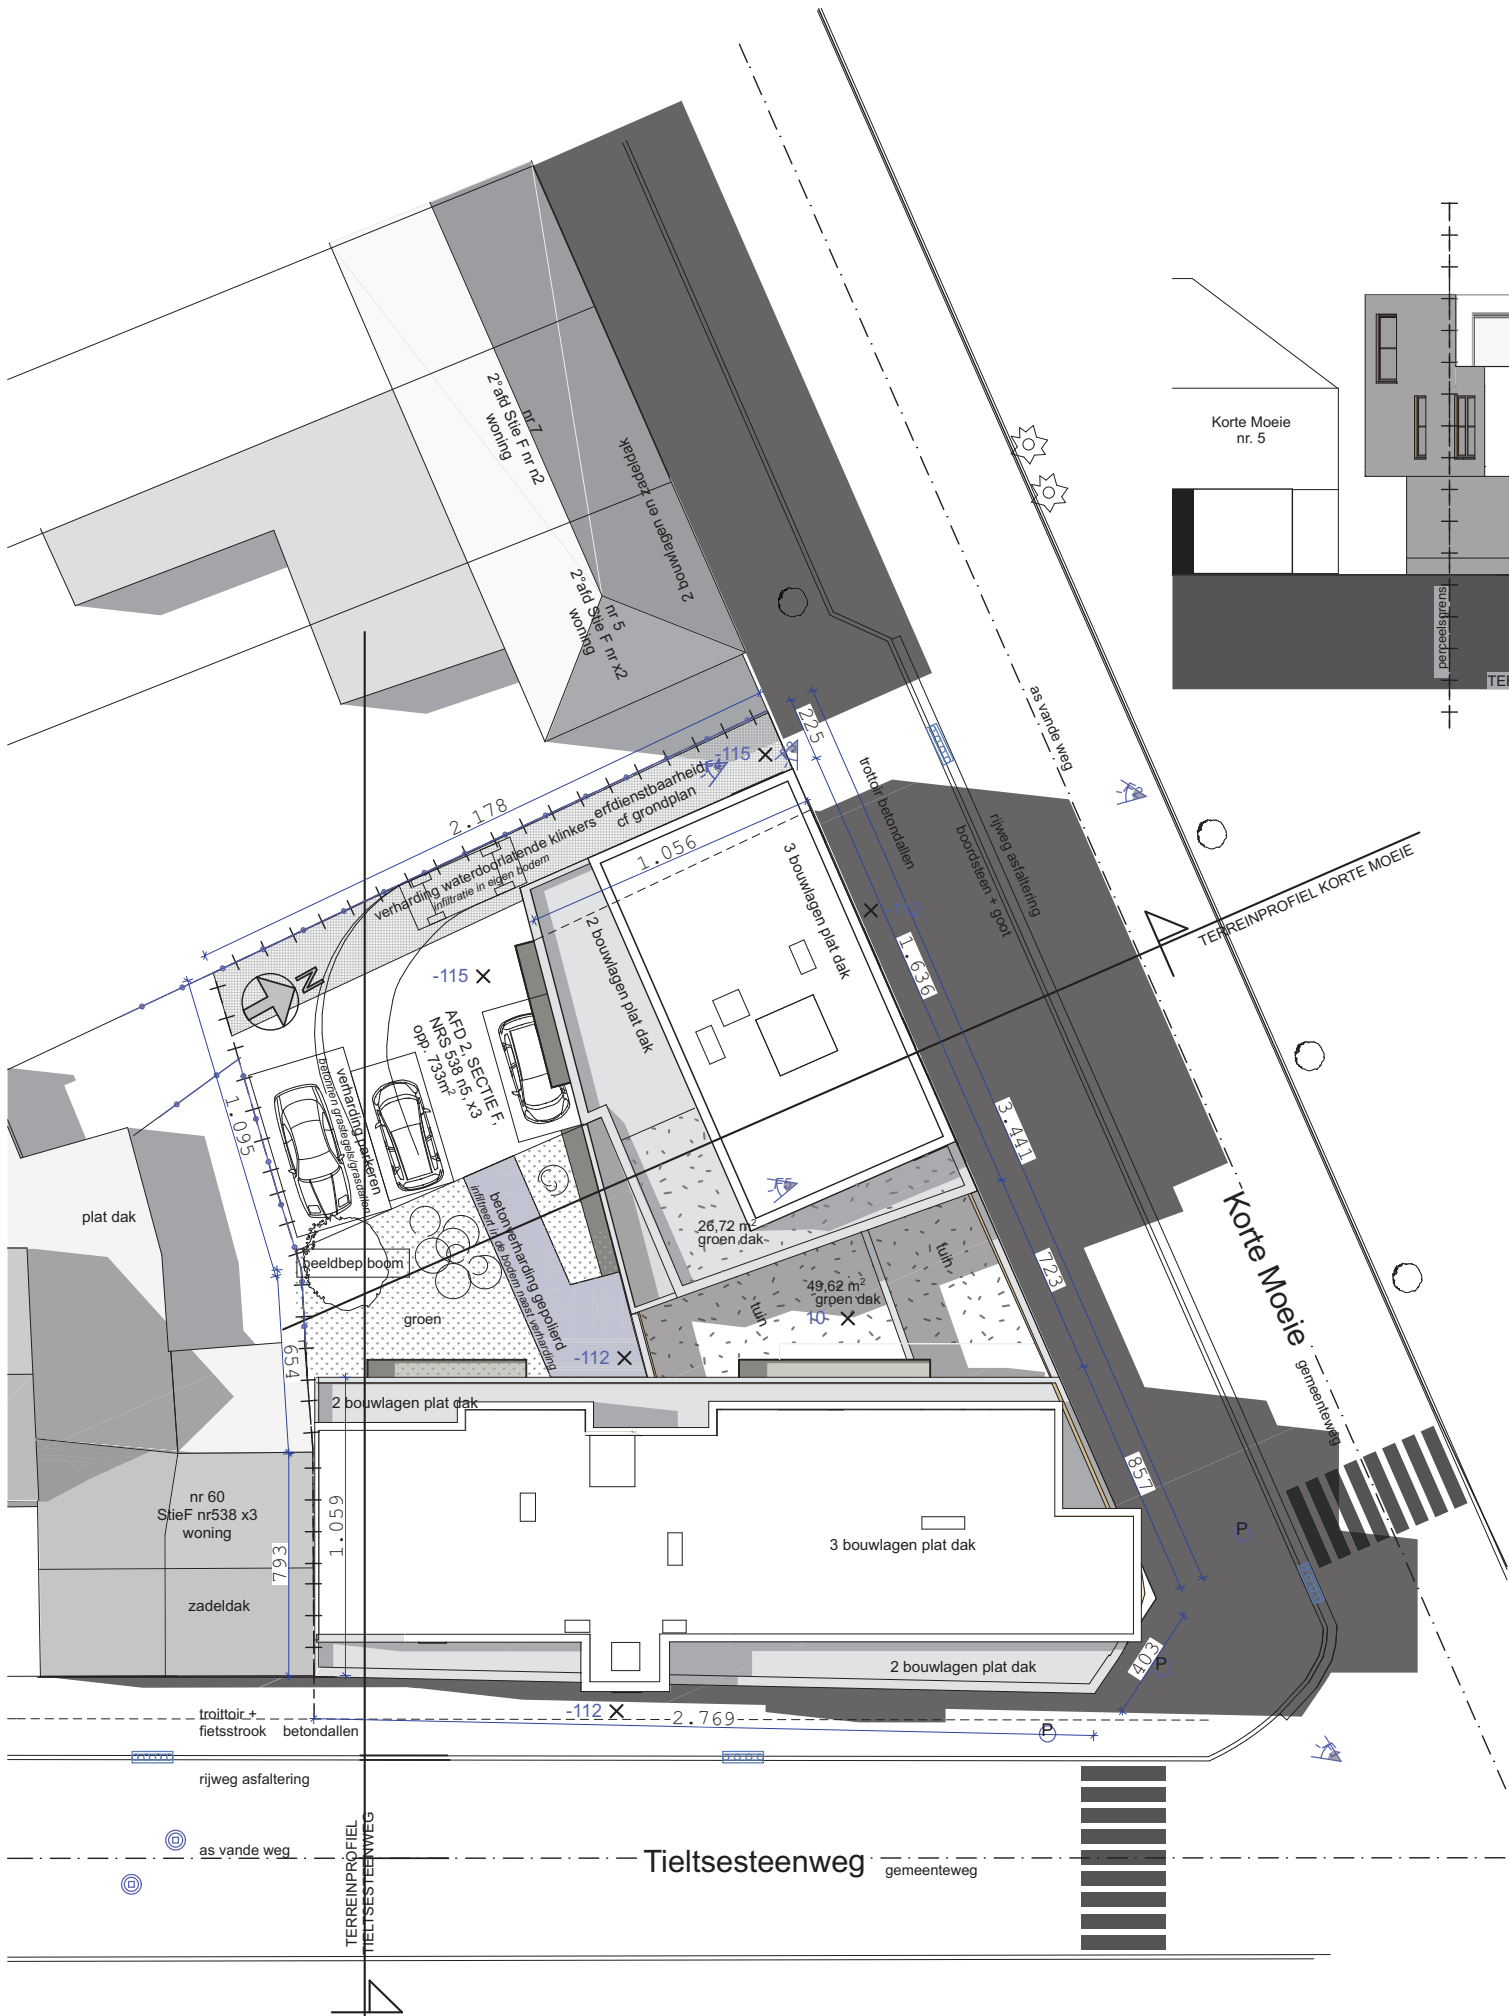 nr 7
2°afd Stie F nr n2
woning
2 bouwlagen en zadeldak
nr 5
2°afd Stie F nr x2
woning
Korte Moeie
nr. 5
perceelsgrens
TEF
as vande weg
225
-115
2.178
erfdienstbaarheid
cf grondplan
verharding waterdoorlatende klinkers
infiltratie in eigen bodem
1.056
3 bouwlagen plat dak
2 bouwlagen plat dak
trottoir betondallen
rijweg asfaltering
boordsteen + goot
TERREINPROFIEL KORTE MOEIE
1.636
N
-115
AFD 2, SECTIE F,
NRS 538 n5, x3
opp. 733m²
verharding parkeren
betonnen grastegels/grasdallen
1.095
3.441
plat dak
F5
26,72 m²
groen dak
tuin
723
Korte Moeie
gemeenteweg
beeldbep boom
groen
betonverharding gepolierd
infiltreert in de bodem naast verharding
49,62 m²
groen dak
tuin
10
-112
654
2 bouwlagen plat dak
857
nr 60
StieF nr538 x3
woning
1.059
793
3 bouwlagen plat dak
P
zadeldak
2 bouwlagen plat dak
403
P
troittoir +
fietsstrook
betondallen
-112
2.769
P
rijweg asfaltering
as vande weg
TERREINPROFIEL
TIELTSESTEENWEG
Tieltsesteenweg
gemeenteweg